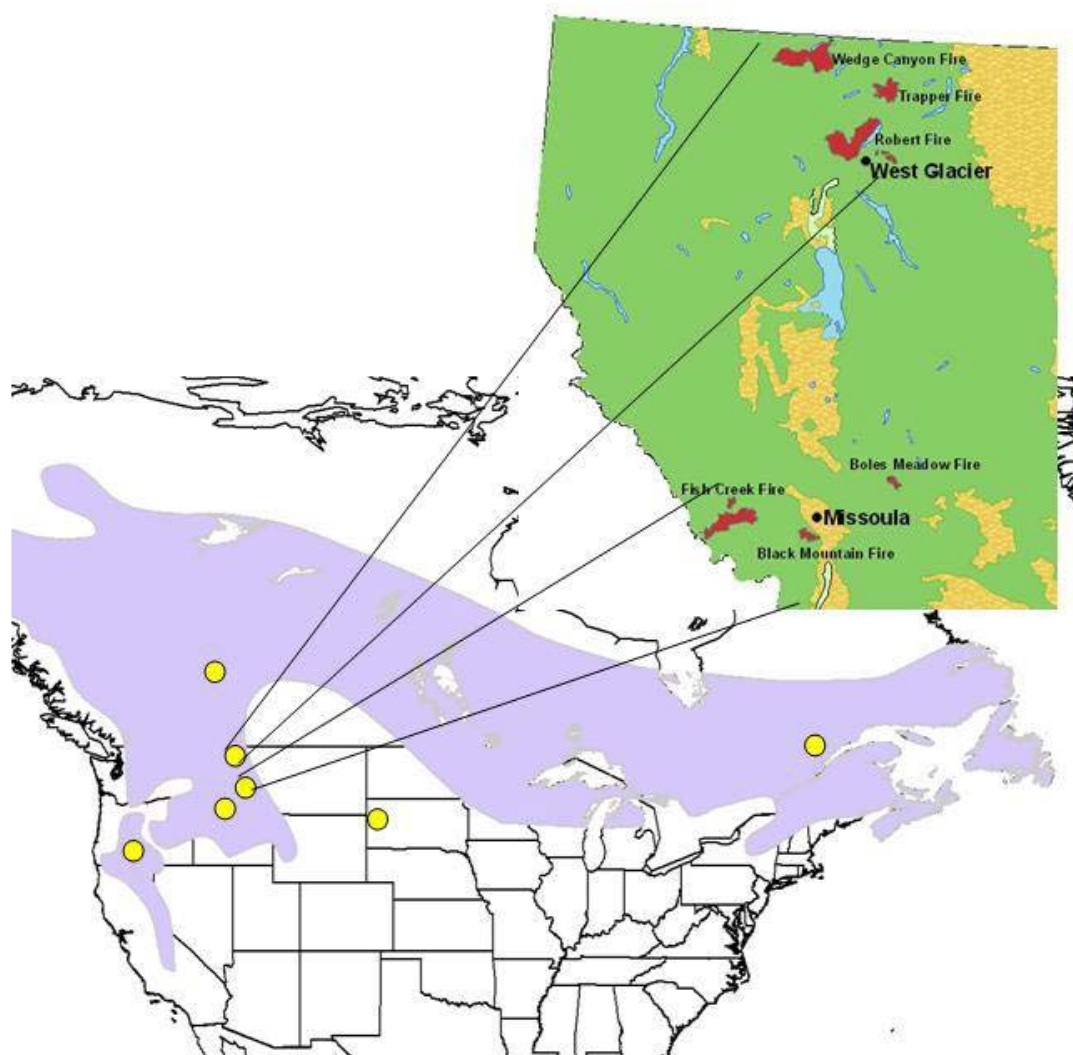 Wedge Canyon Fire
Trapper Fire
Robert Fire
West Glacier
Boles Meadow Fire
Fish Creek Fire
Missoula
Black Mountain Fire